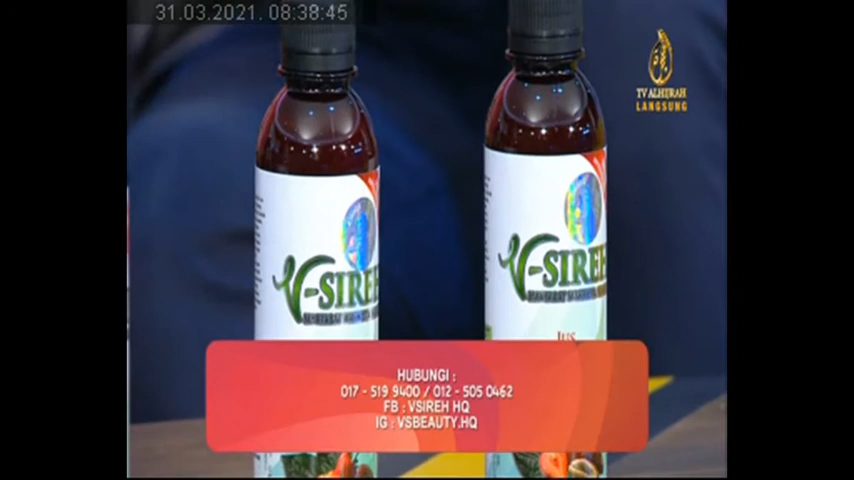 31.03.2021. 08:38:45
TV ALHIJRAH
LANGSUNG
V-SIREH
V-SIREH
JUS
HUBUNGI :
017 - 519 9400 / 012 - 505 0462
FB : VSIREH HQ
IG : VSBEAUTY.HQ